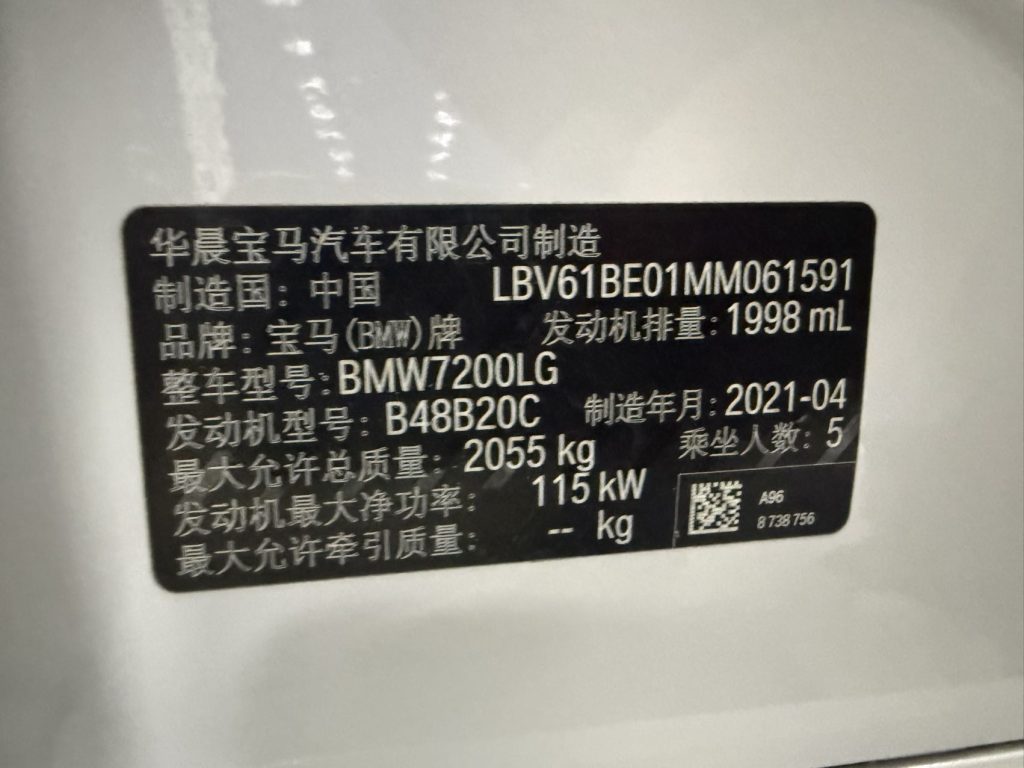 华晨宝马汽车有限公司制造
制造国: 中国 LBV61BE01MM061591
品牌: 宝马(BMW)牌 发动机排量: 1998 mL
整车型号: BMW7200LG
发动机型号: B48B20C 制造年月: 2021-04
最大允许总质量: 2055 kg 乘坐人数: 5
发动机最大净功率: 115 kW
最大允许牵引质量: -- kg
A96
8 738 756